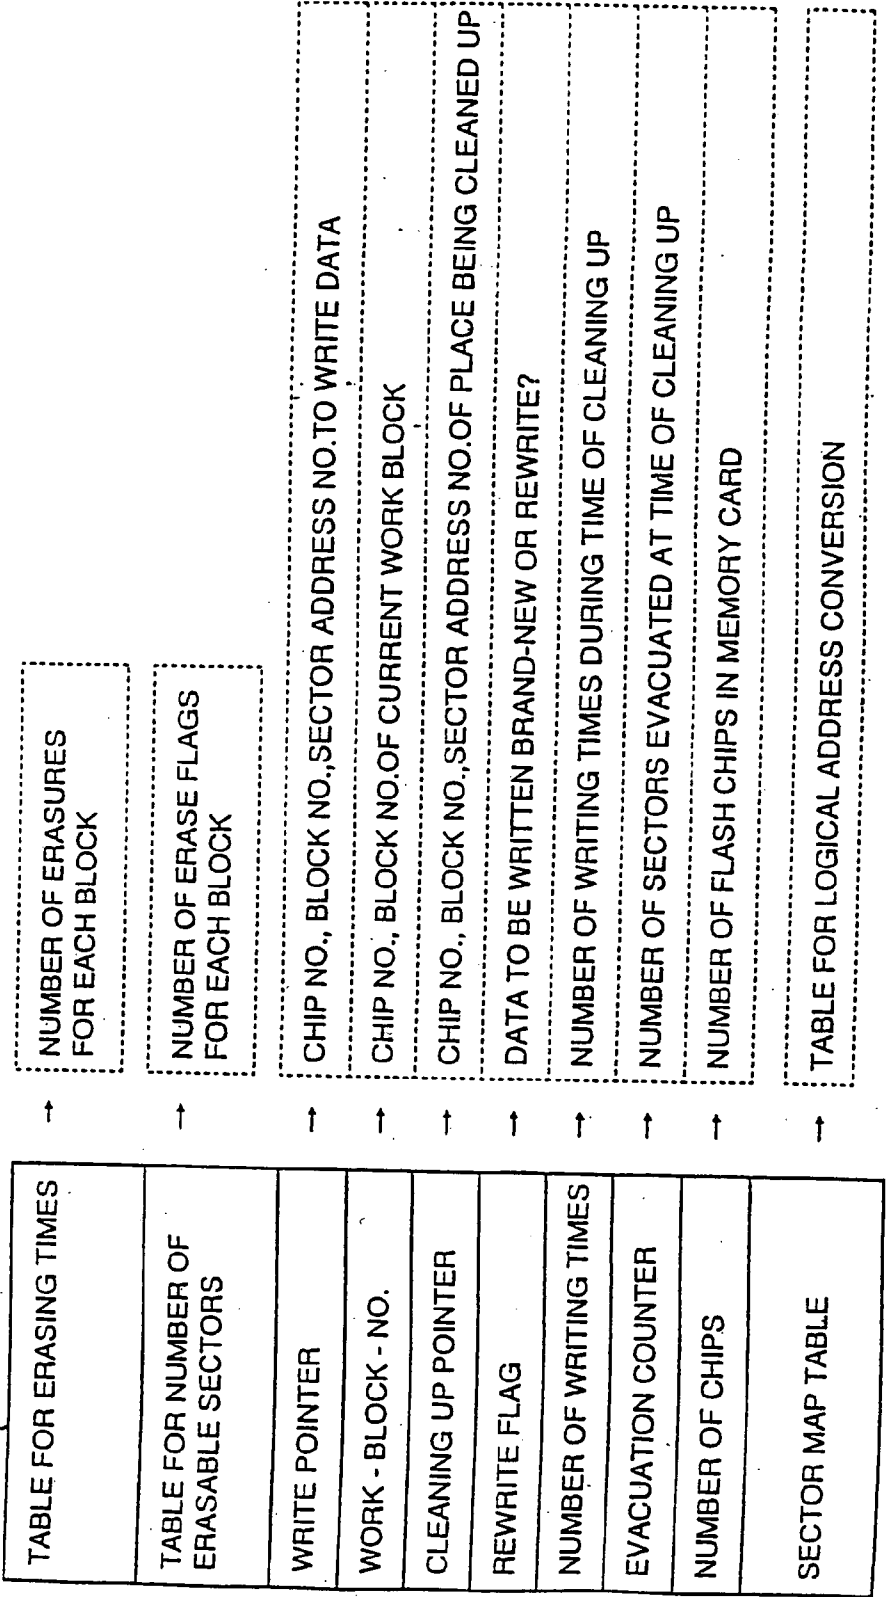 TABLE FOR ERASING TIMES
→
NUMBER OF ERASURES
FOR EACH BLOCK
TABLE FOR NUMBER OF
ERASABLE SECTORS
→
NUMBER OF ERASE FLAGS
FOR EACH BLOCK
WRITE POINTER
→
CHIP NO., BLOCK NO.,SECTOR ADDRESS NO.TO WRITE DATA
WORK - BLOCK - NO.
→
CHIP NO., BLOCK NO.OF CURRENT WORK BLOCK
CLEANING UP POINTER
→
CHIP NO., BLOCK NO.,SECTOR ADDRESS NO.OF PLACE BEING CLEANED UP
REWRITE FLAG
→
DATA TO BE WRITTEN BRAND-NEW OR REWRITE?
NUMBER OF WRITING TIMES
→
NUMBER OF WRITING TIMES DURING TIME OF CLEANING UP
EVACUATION COUNTER
→
NUMBER OF SECTORS EVACUATED AT TIME OF CLEANING UP
NUMBER OF CHIPS
→
NUMBER OF FLASH CHIPS IN MEMORY CARD
SECTOR MAP TABLE
→
TABLE FOR LOGICAL ADDRESS CONVERSION